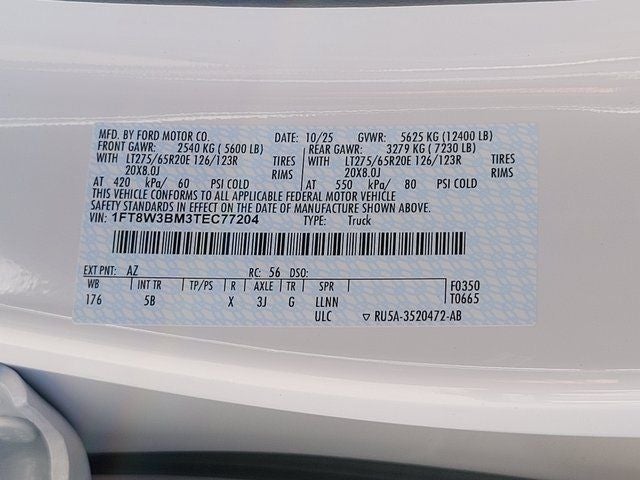 MFD. BY FORD MOTOR CO. DATE: 10/25 GVWR: 5625 KG (12400 LB)
FRONT GAWR: 2540 KG ( 5600 LB) REAR GAWR: 3279 KG ( 7230 LB)
WITH LT275/65R20E 126/123R TIRES WITH LT275/65R20E 126/123R TIRES
20X8.0J RIMS 20X8.0J RIMS
AT 420 kPa/ 60 PSI COLD AT 550 kPa/ 80 PSI COLD
THIS VEHICLE CONFORMS TO ALL APPLICABLE FEDERAL MOTOR VEHICLE
SAFETY STANDARDS IN EFFECT ON THE DATE OF MANUFACTURE SHOWN ABOVE.
VIN: 1FT8W3BM3TEC77204 TYPE: Truck
EXT PNT: AZ RC: 56 DSO:
WB INT TR TP/PS R AXLE TR SPR F0350
176 5B X 3J G LLNN T0665
ULC ▽ RU5A-3520472-AB